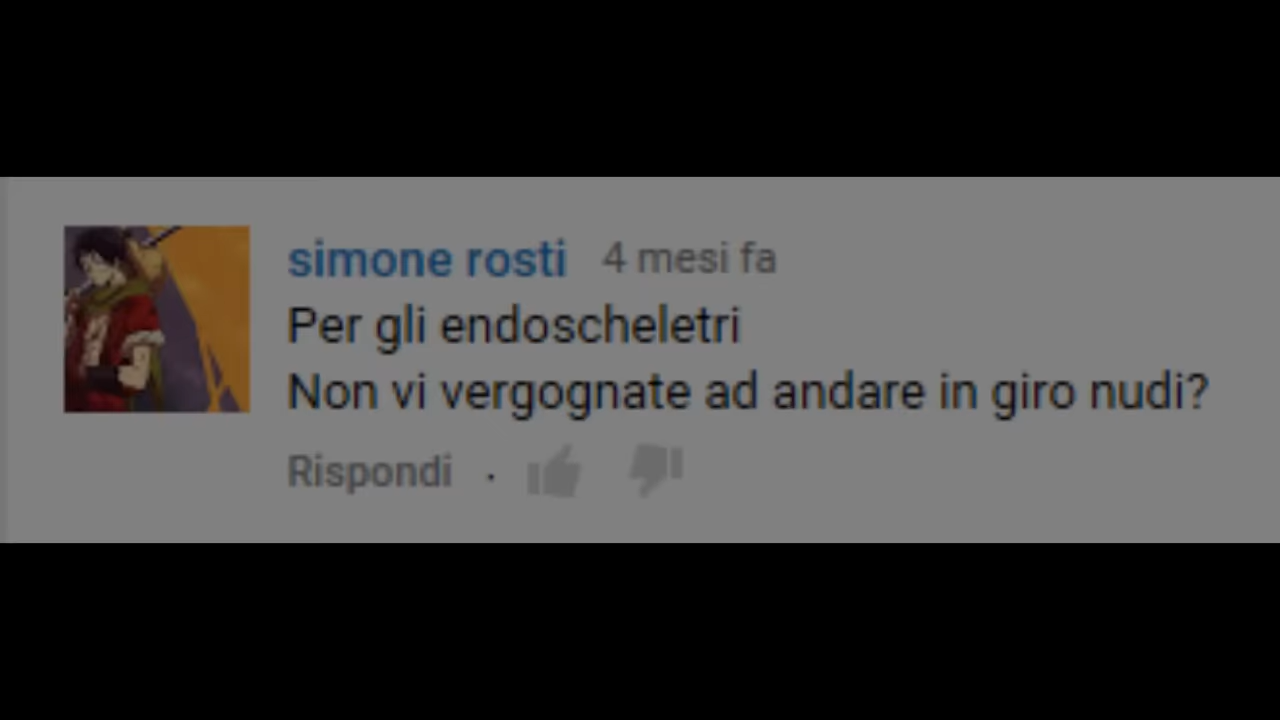 simone rosti 4 mesi fa
Per gli endoscheletri
Non vi vergognate ad andare in giro nudi?
Rispondi ·